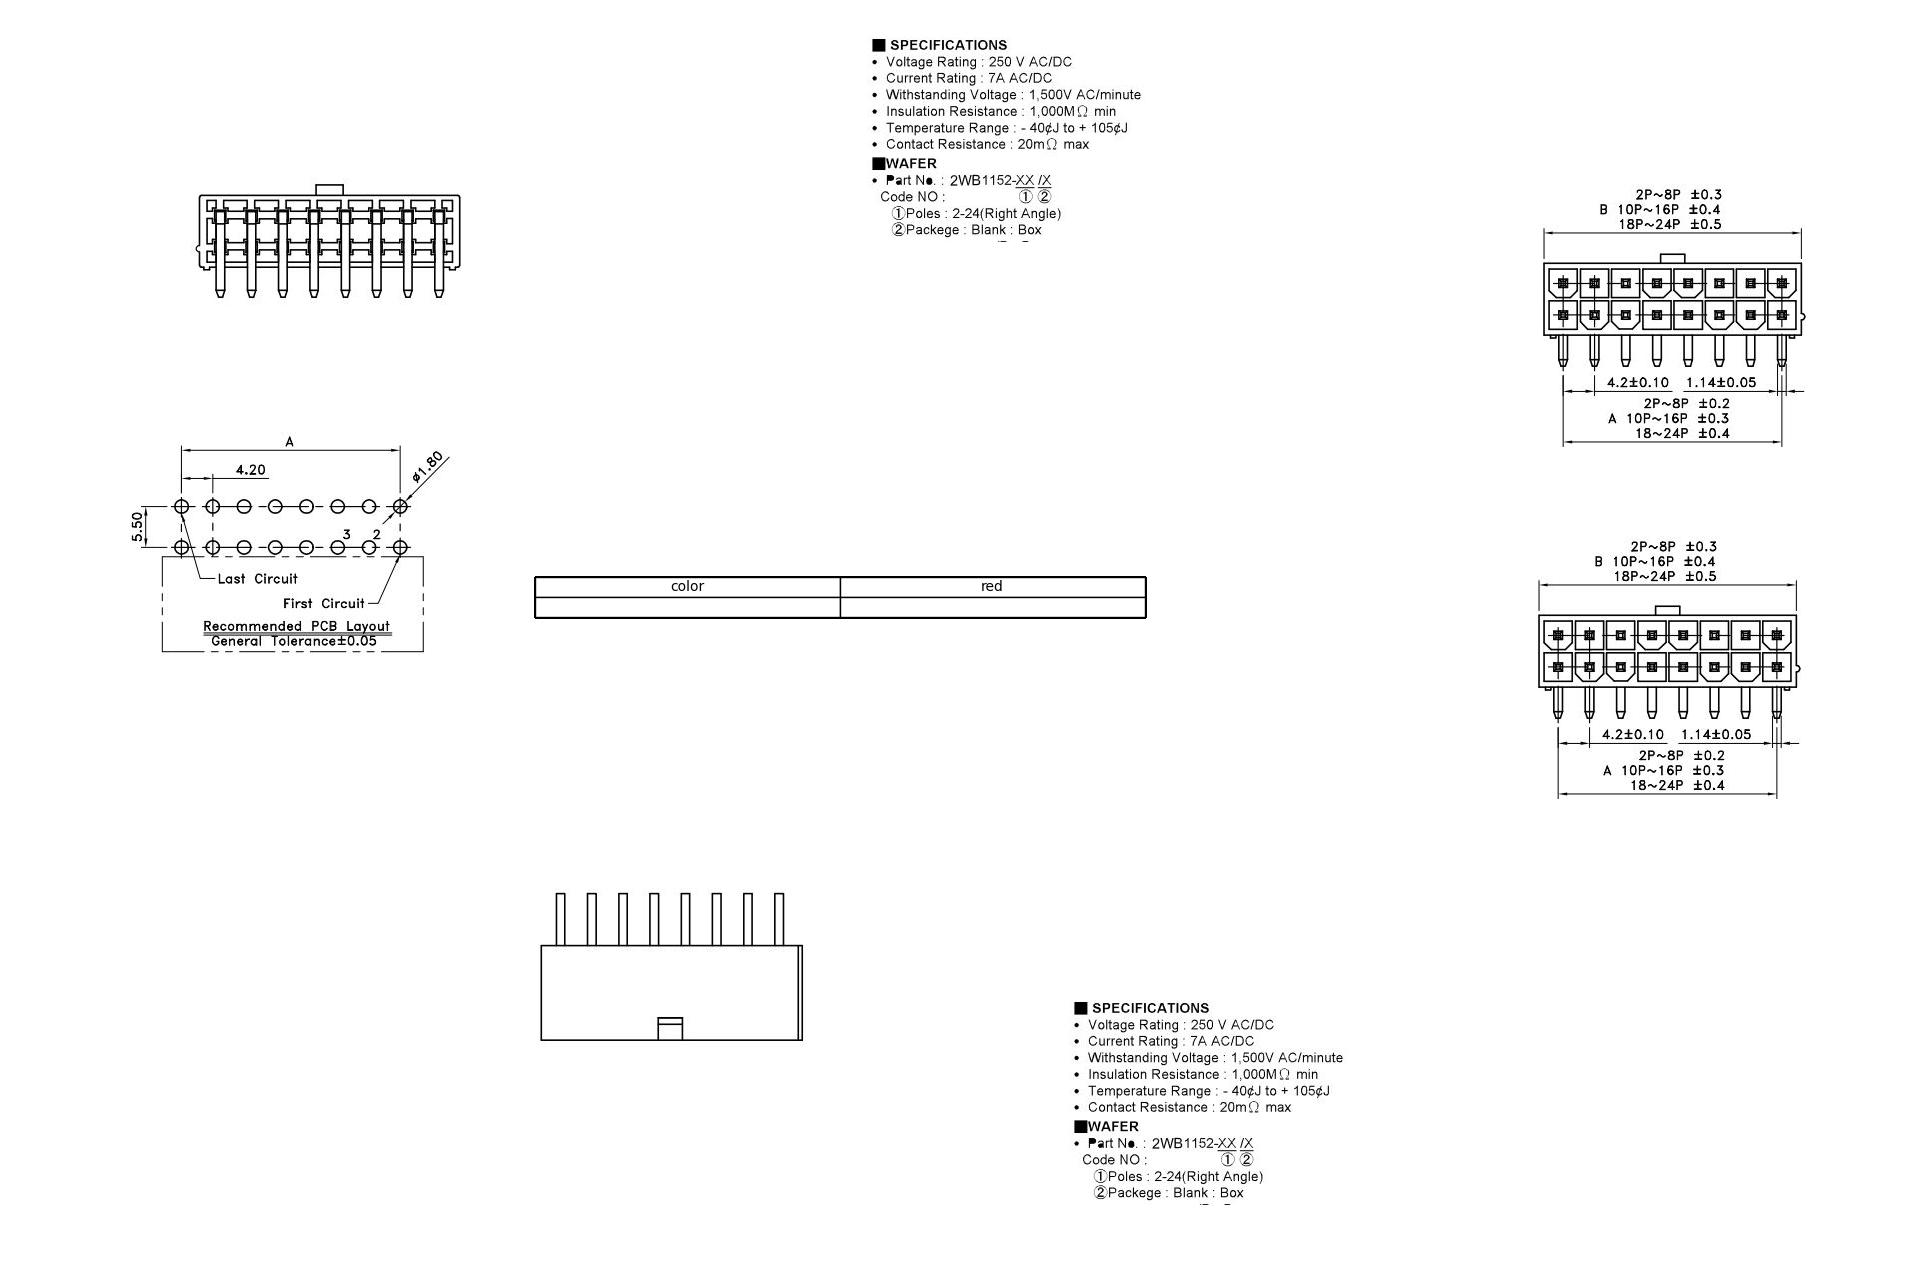 ■ SPECIFICATIONS
• Voltage Rating : 250 V AC/DC
• Current Rating : 7A AC/DC
• Withstanding Voltage : 1,500V AC/minute
• Insulation Resistance : 1,000MΩ min
• Temperature Range : - 40¢J to + 105¢J
• Contact Resistance : 20mΩ max
■WAFER
• Part No. : 2WB1152-XX /X
Code NO : ① ②
①Poles : 2-24(Right Angle)
②Packege : Blank : Box
2P~8P ±0.3
B 10P~16P ±0.4
18P~24P ±0.5
4.2±0.10 1.14±0.05
2P~8P ±0.2
A 10P~16P ±0.3
18~24P ±0.4
A
4.20
ø1.80
5.50
3 2
Last Circuit
First Circuit
Recommended PCB Layout
General Tolerance±0.05
color red
2P~8P ±0.3
B 10P~16P ±0.4
18P~24P ±0.5
4.2±0.10 1.14±0.05
2P~8P ±0.2
A 10P~16P ±0.3
18~24P ±0.4
■ SPECIFICATIONS
• Voltage Rating : 250 V AC/DC
• Current Rating : 7A AC/DC
• Withstanding Voltage : 1,500V AC/minute
• Insulation Resistance : 1,000MΩ min
• Temperature Range : - 40¢J to + 105¢J
• Contact Resistance : 20mΩ max
■WAFER
• Part No. : 2WB1152-XX /X
Code NO : ① ②
①Poles : 2-24(Right Angle)
②Packege : Blank : Box